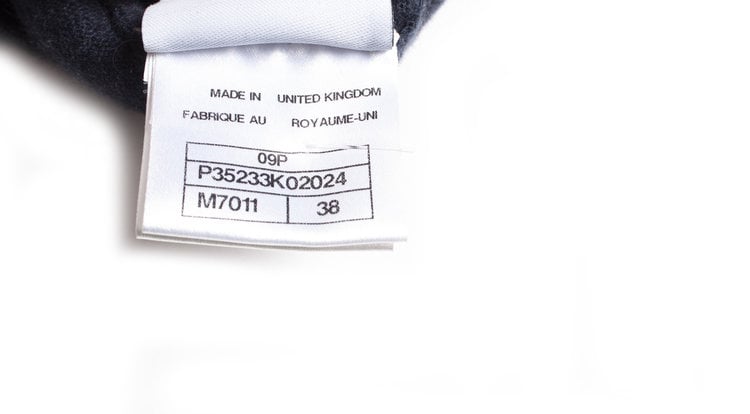 MADE IN UNITED KINGDOM
FABRIQUE AU ROYAUME-UNI
09P
P35233K02024
M7011 38